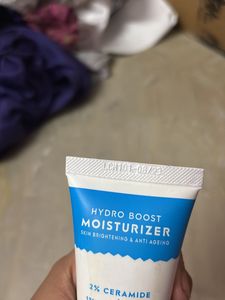 HYDRO BOOST
MOISTURIZER
SKIN BRIGHTENING & ANTI AGEING
2% CERAMIDE